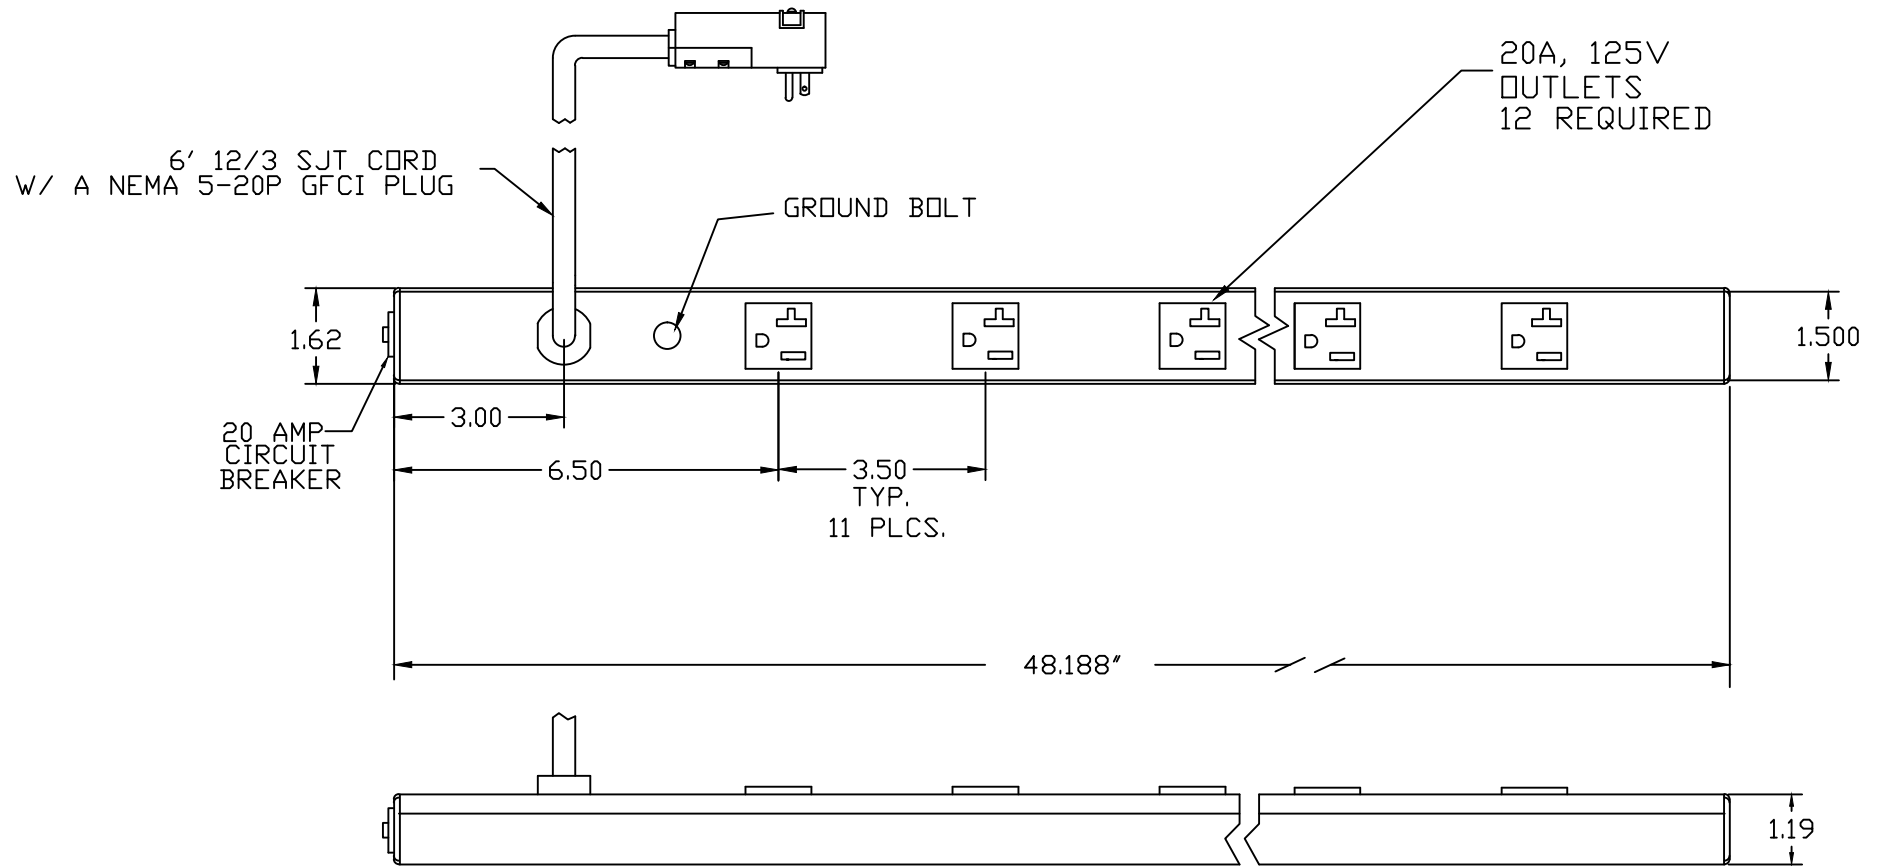 20A, 125V
OUTLETS
12 REQUIRED
6' 12/3 SJT CORD
W/ A NEMA 5-20P GFCI PLUG
GROUND BOLT
1.62
1.500
3.00
20 AMP
CIRCUIT
BREAKER
6.50
3.50
TYP.
11 PLCS.
48.188"
1.19